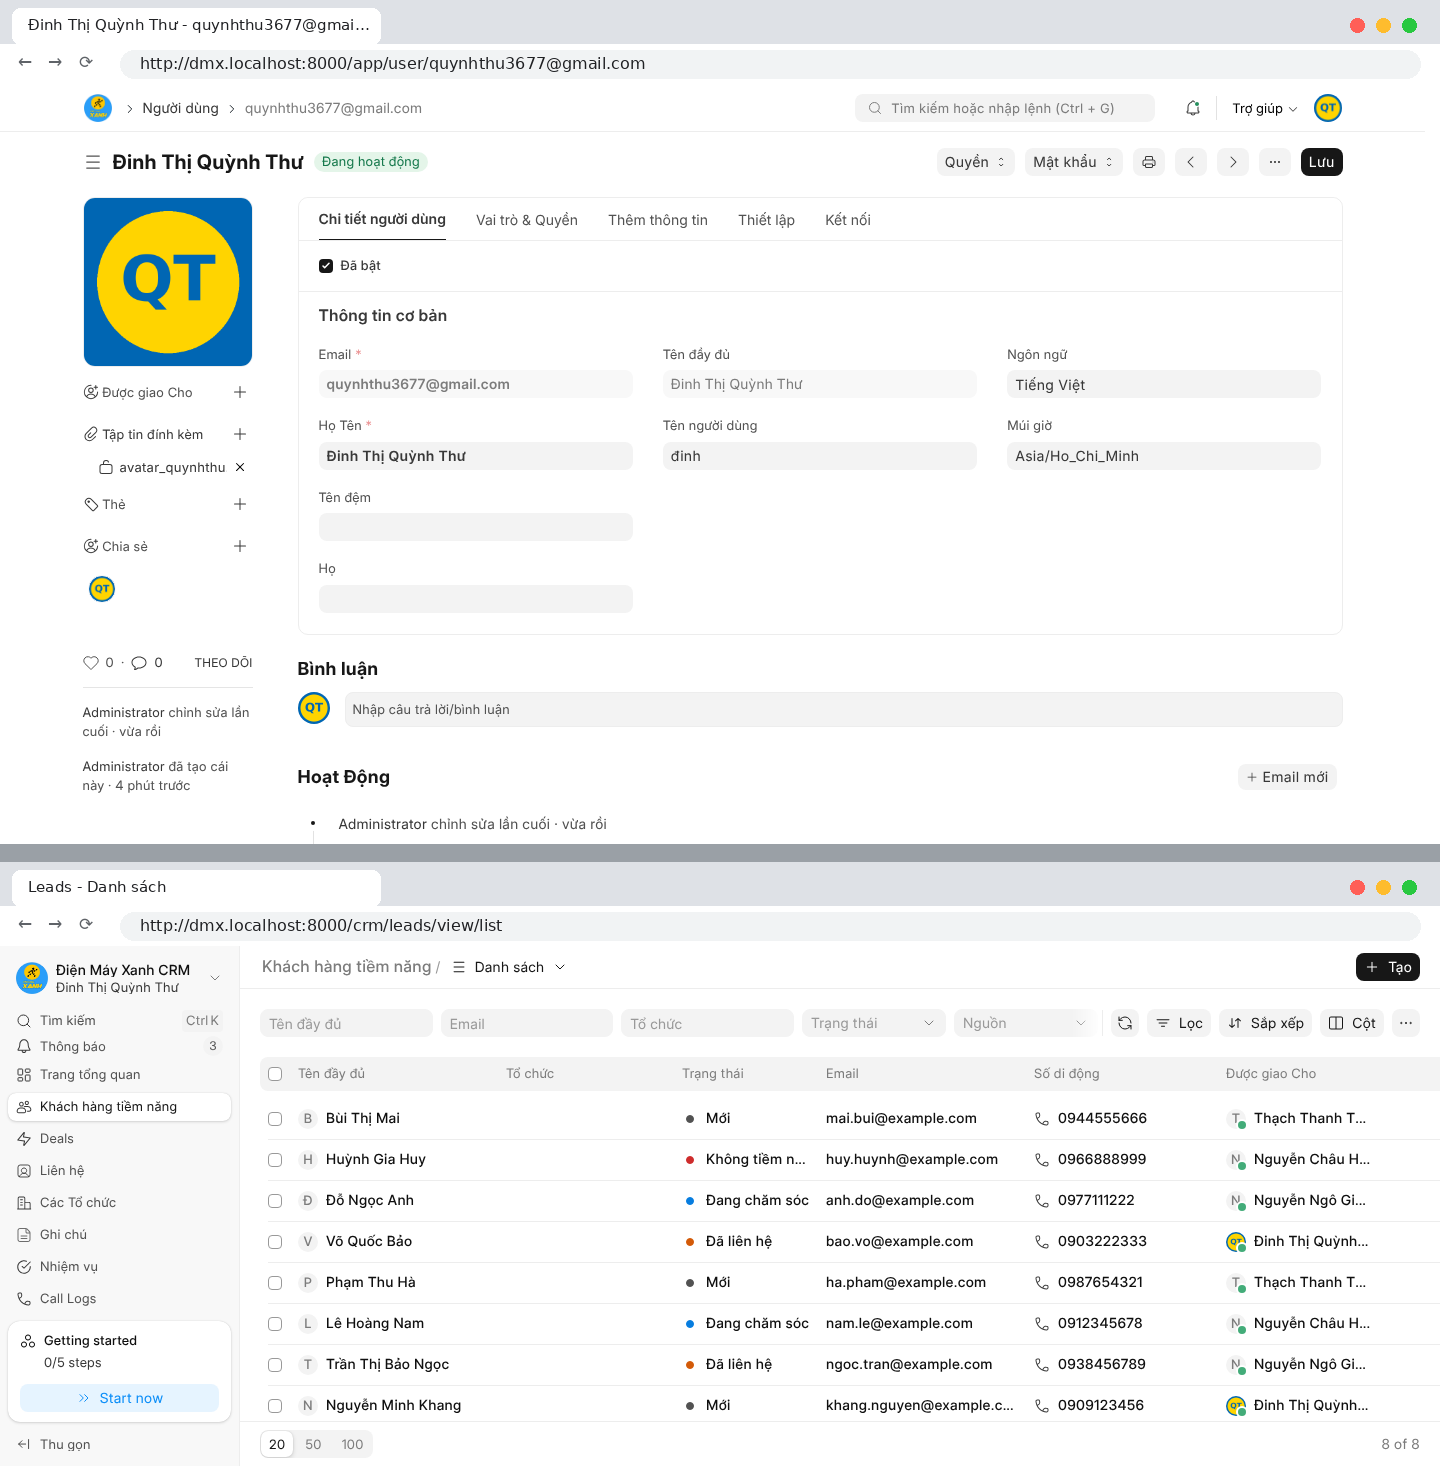 Đinh Thị Quỳnh Thư - quynhthu3677@gmai...
http://dmx.localhost:8000/app/user/quynhthu3677@gmail.com
XANH
Người dùng
quynhthu3677@gmail.com
Tìm kiếm hoặc nhập lệnh (Ctrl + G)
Trợ giúp
QT
Đinh Thị Quỳnh Thư
Đang hoạt động
Quyền
Mật khẩu
Lưu
QT
Được giao Cho
Tập tin đính kèm
avatar_quynhthu
Thẻ
Chia sẻ
QT
0 · 0
THEO DÕI
Administrator chỉnh sửa lần
cuối · vừa rồi
Administrator đã tạo cái
này · 4 phút trước
Chi tiết người dùng
Vai trò & Quyền
Thêm thông tin
Thiết lập
Kết nối
Đã bật
Thông tin cơ bản
Email *
Tên đầy đủ
Ngôn ngữ
quynhthu3677@gmail.com
Đinh Thị Quỳnh Thư
Tiếng Việt
Họ Tên *
Tên người dùng
Múi giờ
Đinh Thị Quỳnh Thư
đinh
Asia/Ho_Chi_Minh
Tên đệm
Họ
Bình luận
QT
Nhập câu trả lời/bình luận
Hoạt Động
Email mới
Administrator chỉnh sửa lần cuối · vừa rồi
Leads - Danh sách
http://dmx.localhost:8000/crm/leads/view/list
XANH
Điện Máy Xanh CRM
Đinh Thị Quỳnh Thư
Tìm kiếm
Ctrl K
Thông báo
3
Trang tổng quan
Khách hàng tiềm năng
Deals
Liên hệ
Các Tổ chức
Ghi chú
Nhiệm vụ
Call Logs
Getting started
0/5 steps
Start now
Thu gọn
Khách hàng tiềm năng /
Danh sách
Tạo
Tên đầy đủ
Email
Tổ chức
Trạng thái
Nguồn
Lọc
Sắp xếp
Cột
Tên đầy đủ
Tổ chức
Trạng thái
Email
Số di động
Được giao Cho
B Bùi Thị Mai Mới mai.bui@example.com 0944555666 T Thạch Thanh T...
H Huỳnh Gia Huy Không tiềm n... huy.huynh@example.com 0966888999 N Nguyễn Châu H...
Đ Đỗ Ngọc Anh Đang chăm sóc anh.do@example.com 0977111222 N Nguyễn Ngô Gi...
V Võ Quốc Bảo Đã liên hệ bao.vo@example.com 0903222333 QT Đinh Thị Quỳnh...
P Phạm Thu Hà Mới ha.pham@example.com 0987654321 T Thạch Thanh T...
L Lê Hoàng Nam Đang chăm sóc nam.le@example.com 0912345678 N Nguyễn Châu H...
T Trần Thị Bảo Ngọc Đã liên hệ ngoc.tran@example.com 0938456789 N Nguyễn Ngô Gi...
N Nguyễn Minh Khang Mới khang.nguyen@example.c... 0909123456 QT Đinh Thị Quỳnh...
20
50
100
8 of 8